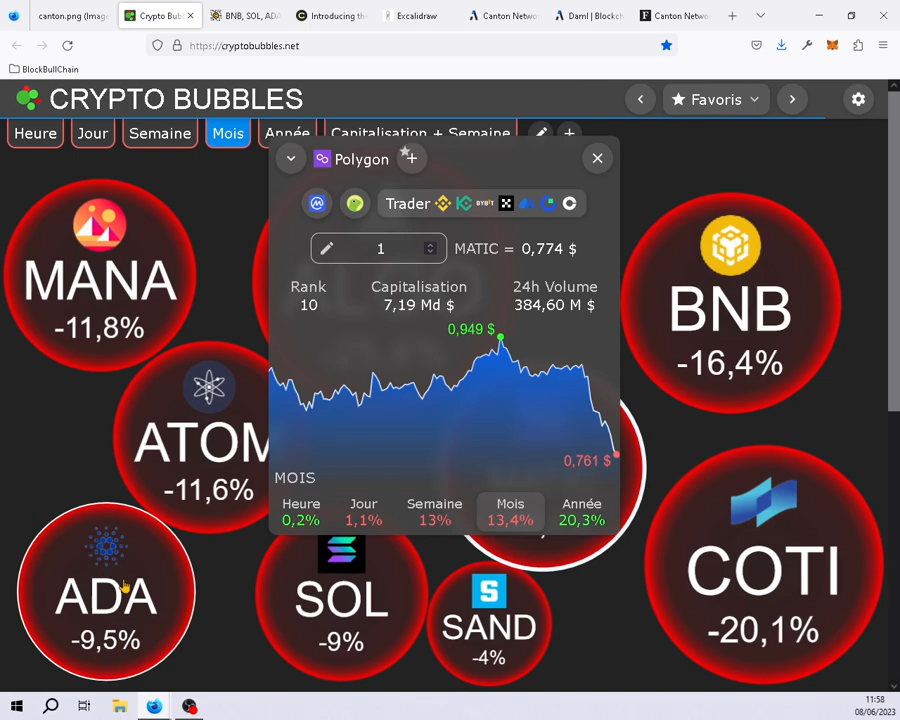 canton.png (Imag
Crypto Bubl
BNB, SOL, ADA
Introducing th
Excalidraw
Canton Netwo
Daml | Blockch
Canton Netwo
https://cryptobubbles.net
BlockBullChain
CRYPTO BUBBLES
Favoris
Heure
Jour
Semaine
Mois
Année
Capitalisation + Semaine
Polygon
Trader
BYBIT
1
MATIC = 0,774 $
Rank
Capitalisation
24h Volume
10
7,19 Md $
384,60 M $
0,949 $
0,761 $
MOIS
Heure
Jour
Semaine
Mois
Année
0,2%
1,1%
13%
13,4%
20,3%
MANA
-11,8%
BNB
-16,4%
ATOM
-11,6%
ADA
-9,5%
SOL
-9%
SAND
-4%
COTI
-20,1%
11:58
08/06/2023